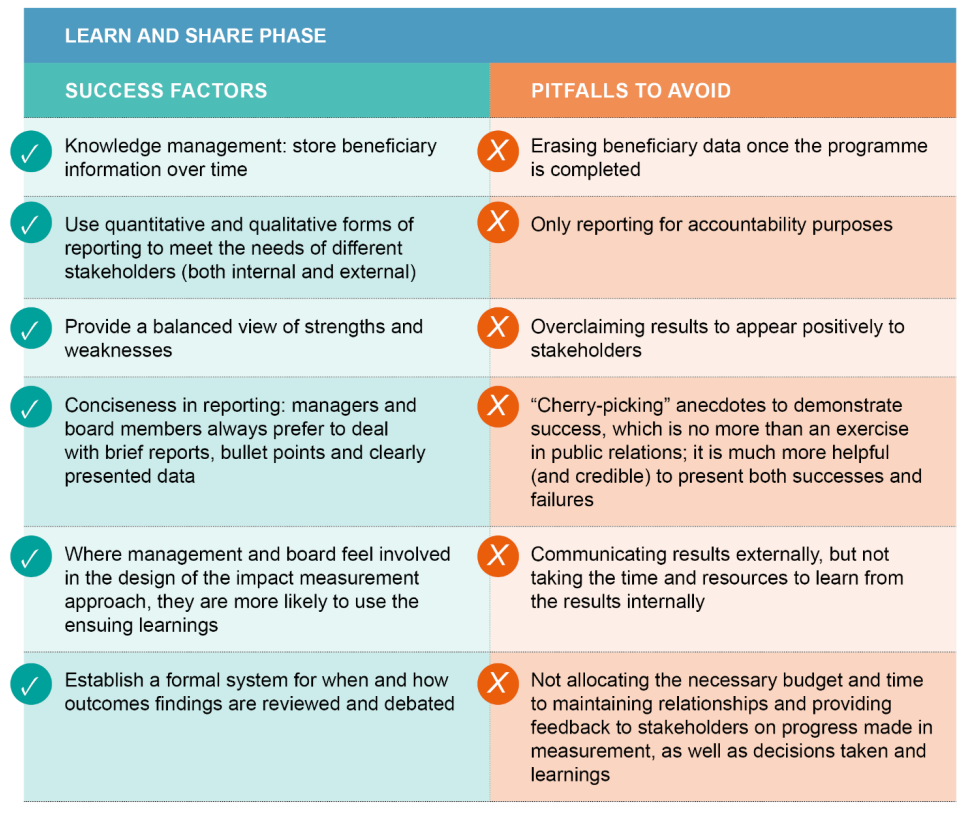 LEARN AND SHARE PHASE
SUCCESS FACTORS
PITFALLS TO AVOID
Knowledge management: store beneficiary
information over time
Erasing beneficiary data once the programme
is completed
Use quantitative and qualitative forms of
reporting to meet the needs of different
stakeholders (both internal and external)
Only reporting for accountability purposes
Provide a balanced view of strengths and
weaknesses
Overclaiming results to appear positively to
stakeholders
Conciseness in reporting: managers and
board members always prefer to deal
with brief reports, bullet points and clearly
presented data
“Cherry-picking” anecdotes to demonstrate
success, which is no more than an exercise
in public relations; it is much more helpful
(and credible) to present both successes and
failures
Where management and board feel involved
in the design of the impact measurement
approach, they are more likely to use the
ensuing learnings
Communicating results externally, but not
taking the time and resources to learn from
the results internally
Establish a formal system for when and how
outcomes findings are reviewed and debated
Not allocating the necessary budget and time
to maintaining relationships and providing
feedback to stakeholders on progress made in
measurement, as well as decisions taken and
learnings